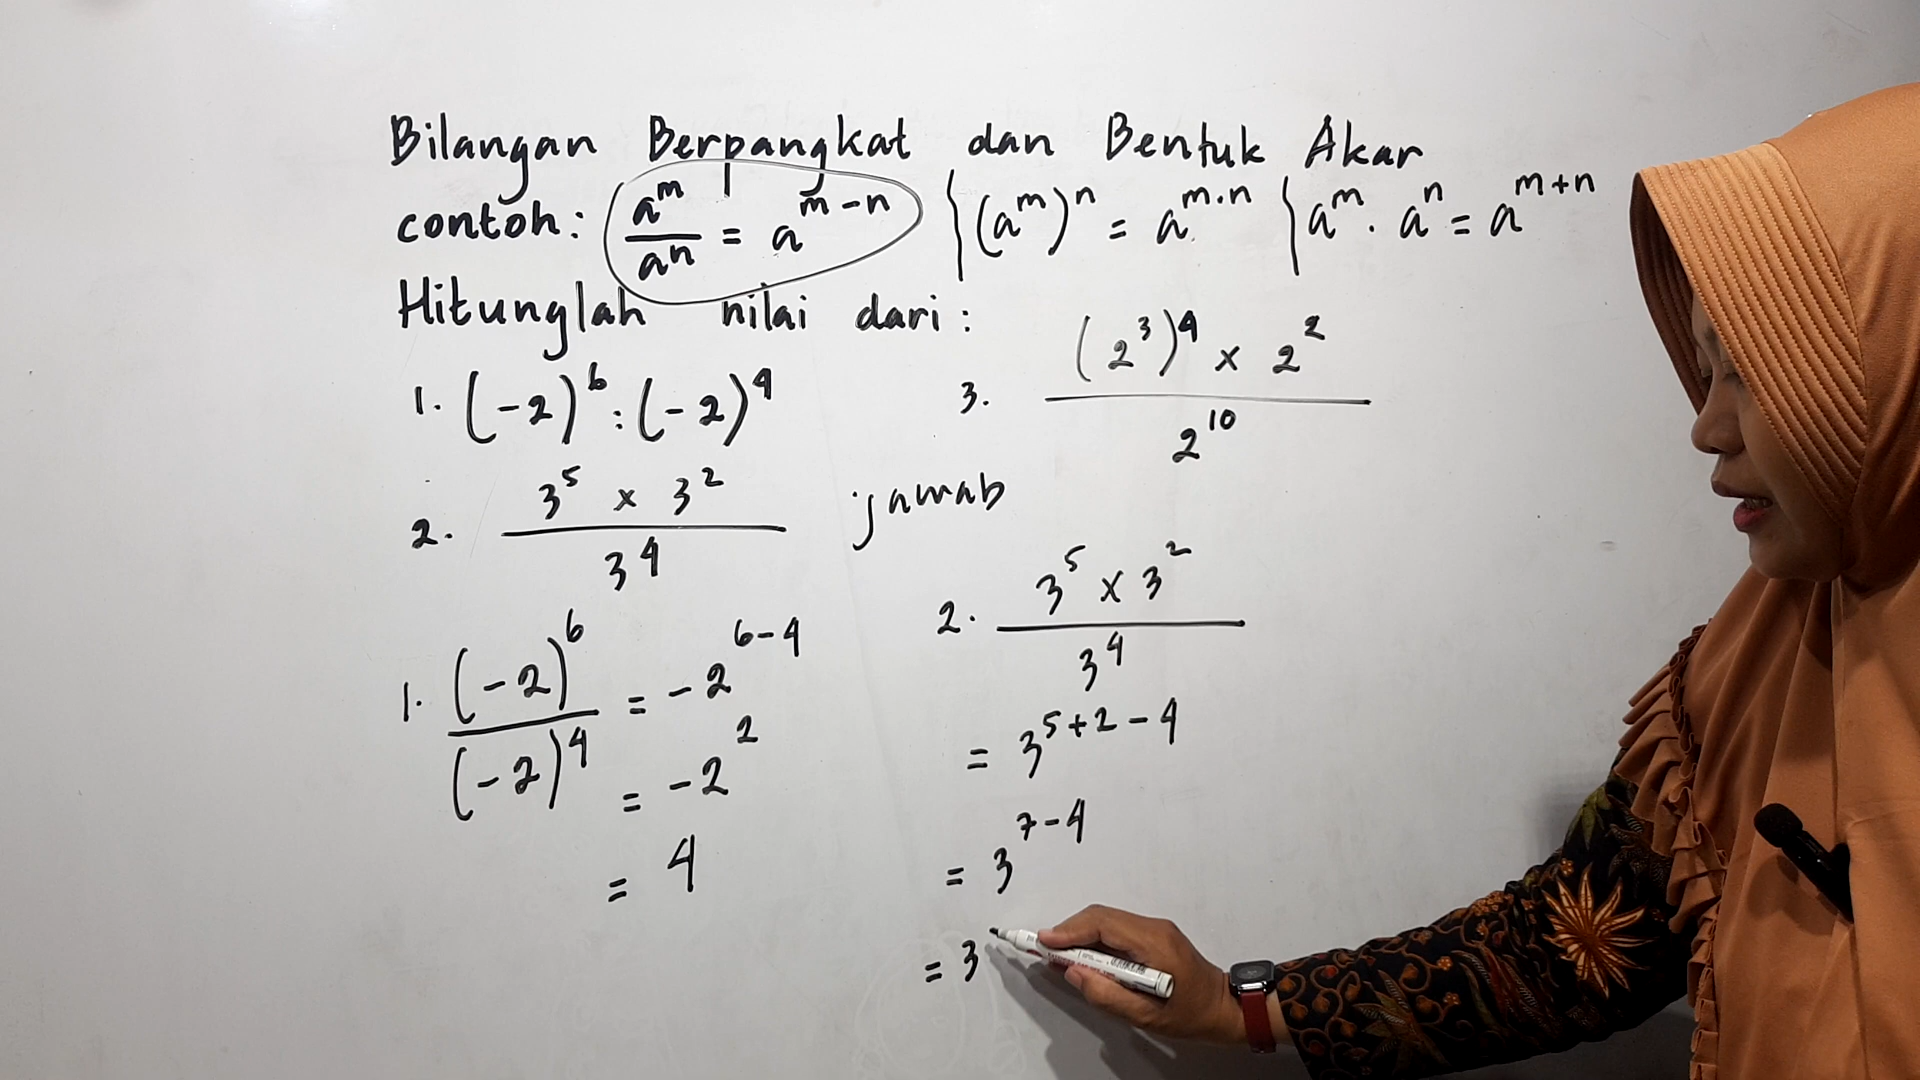 Bilangan Berpangkat dan Bentuk Akar
contoh: a^m / a^n = a^(m-n) { (a^m)^n = a^(m·n) { a^m · a^n = a^(m+n)
Hitunglah nilai dari:
1. (-2)^6 : (-2)^4
2. (3^5 x 3^2) / 3^4
3. ((2^3)^4 x 2^2) / 2^10
jawab
1. (-2)^6 / (-2)^4 = -2^(6-4)
= -2^2
= 4
2. (3^5 x 3^2) / 3^4
= 3^(5+2-4)
= 3^(7-4)
= 3